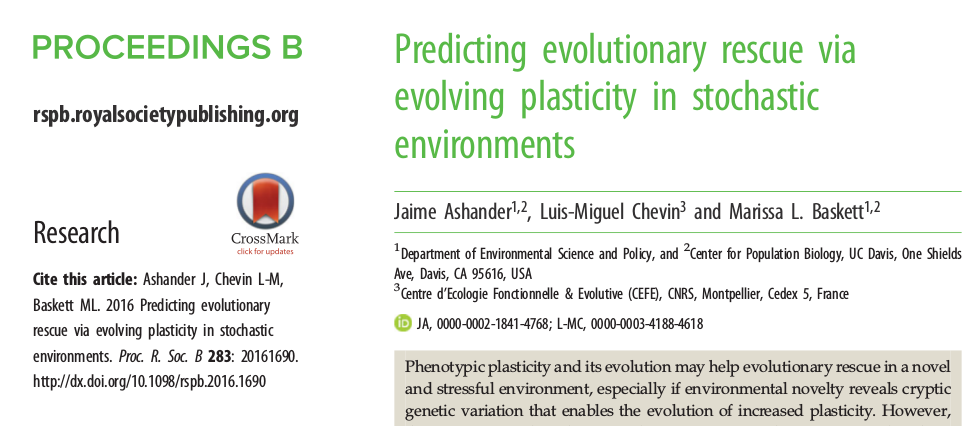 PROCEEDINGS B
rspb.royalsocietypublishing.org
CrossMark
click for updates
Research
Cite this article: Ashander J, Chevin L-M,
Baskett ML. 2016 Predicting evolutionary
rescue via evolving plasticity in stochastic
environments. Proc. R. Soc. B 283: 20161690.
http://dx.doi.org/10.1098/rspb.2016.1690
Predicting evolutionary rescue via
evolving plasticity in stochastic
environments
Jaime Ashander1,2, Luis-Miguel Chevin3 and Marissa L. Baskett1,2
1Department of Environmental Science and Policy, and 2Center for Population Biology, UC Davis, One Shields
Ave, Davis, CA 95616, USA
3Centre d'Ecologie Fonctionnelle & Evolutive (CEFE), CNRS, Montpellier, Cedex 5, France
iD JA, 0000-0002-1841-4768; L-MC, 0000-0003-4188-4618
Phenotypic plasticity and its evolution may help evolutionary rescue in a novel
and stressful environment, especially if environmental novelty reveals cryptic
genetic variation that enables the evolution of increased plasticity. However,